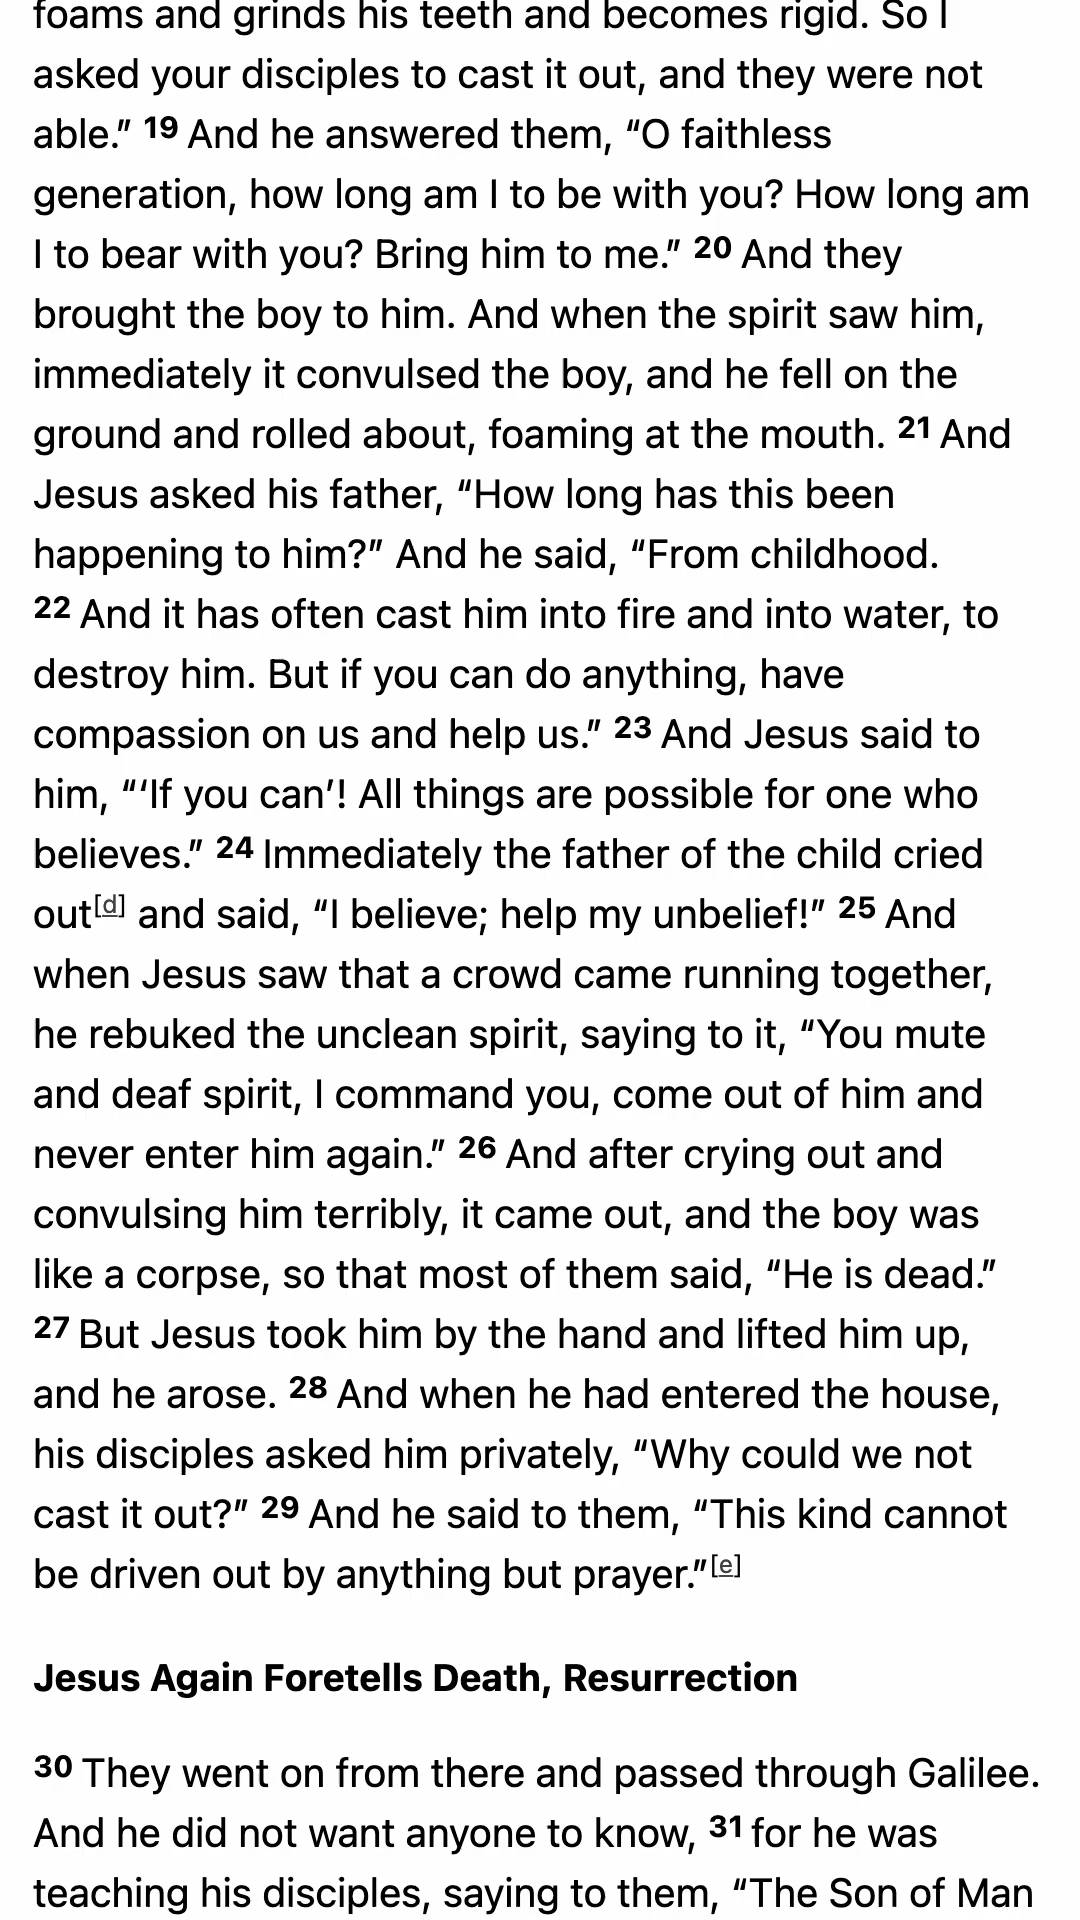 foams and grinds his teeth and becomes rigid. So I
asked your disciples to cast it out, and they were not
able.” 19 And he answered them, “O faithless
generation, how long am I to be with you? How long am
I to bear with you? Bring him to me.” 20 And they
brought the boy to him. And when the spirit saw him,
immediately it convulsed the boy, and he fell on the
ground and rolled about, foaming at the mouth. 21 And
Jesus asked his father, “How long has this been
happening to him?” And he said, “From childhood.
22 And it has often cast him into fire and into water, to
destroy him. But if you can do anything, have
compassion on us and help us.” 23 And Jesus said to
him, “‘If you can’! All things are possible for one who
believes.” 24 Immediately the father of the child cried
out[d] and said, “I believe; help my unbelief!” 25 And
when Jesus saw that a crowd came running together,
he rebuked the unclean spirit, saying to it, “You mute
and deaf spirit, I command you, come out of him and
never enter him again.” 26 And after crying out and
convulsing him terribly, it came out, and the boy was
like a corpse, so that most of them said, “He is dead.”
27 But Jesus took him by the hand and lifted him up,
and he arose. 28 And when he had entered the house,
his disciples asked him privately, “Why could we not
cast it out?” 29 And he said to them, “This kind cannot
be driven out by anything but prayer.”[e]
Jesus Again Foretells Death, Resurrection
30 They went on from there and passed through Galilee.
And he did not want anyone to know, 31 for he was
teaching his disciples, saying to them, “The Son of Man